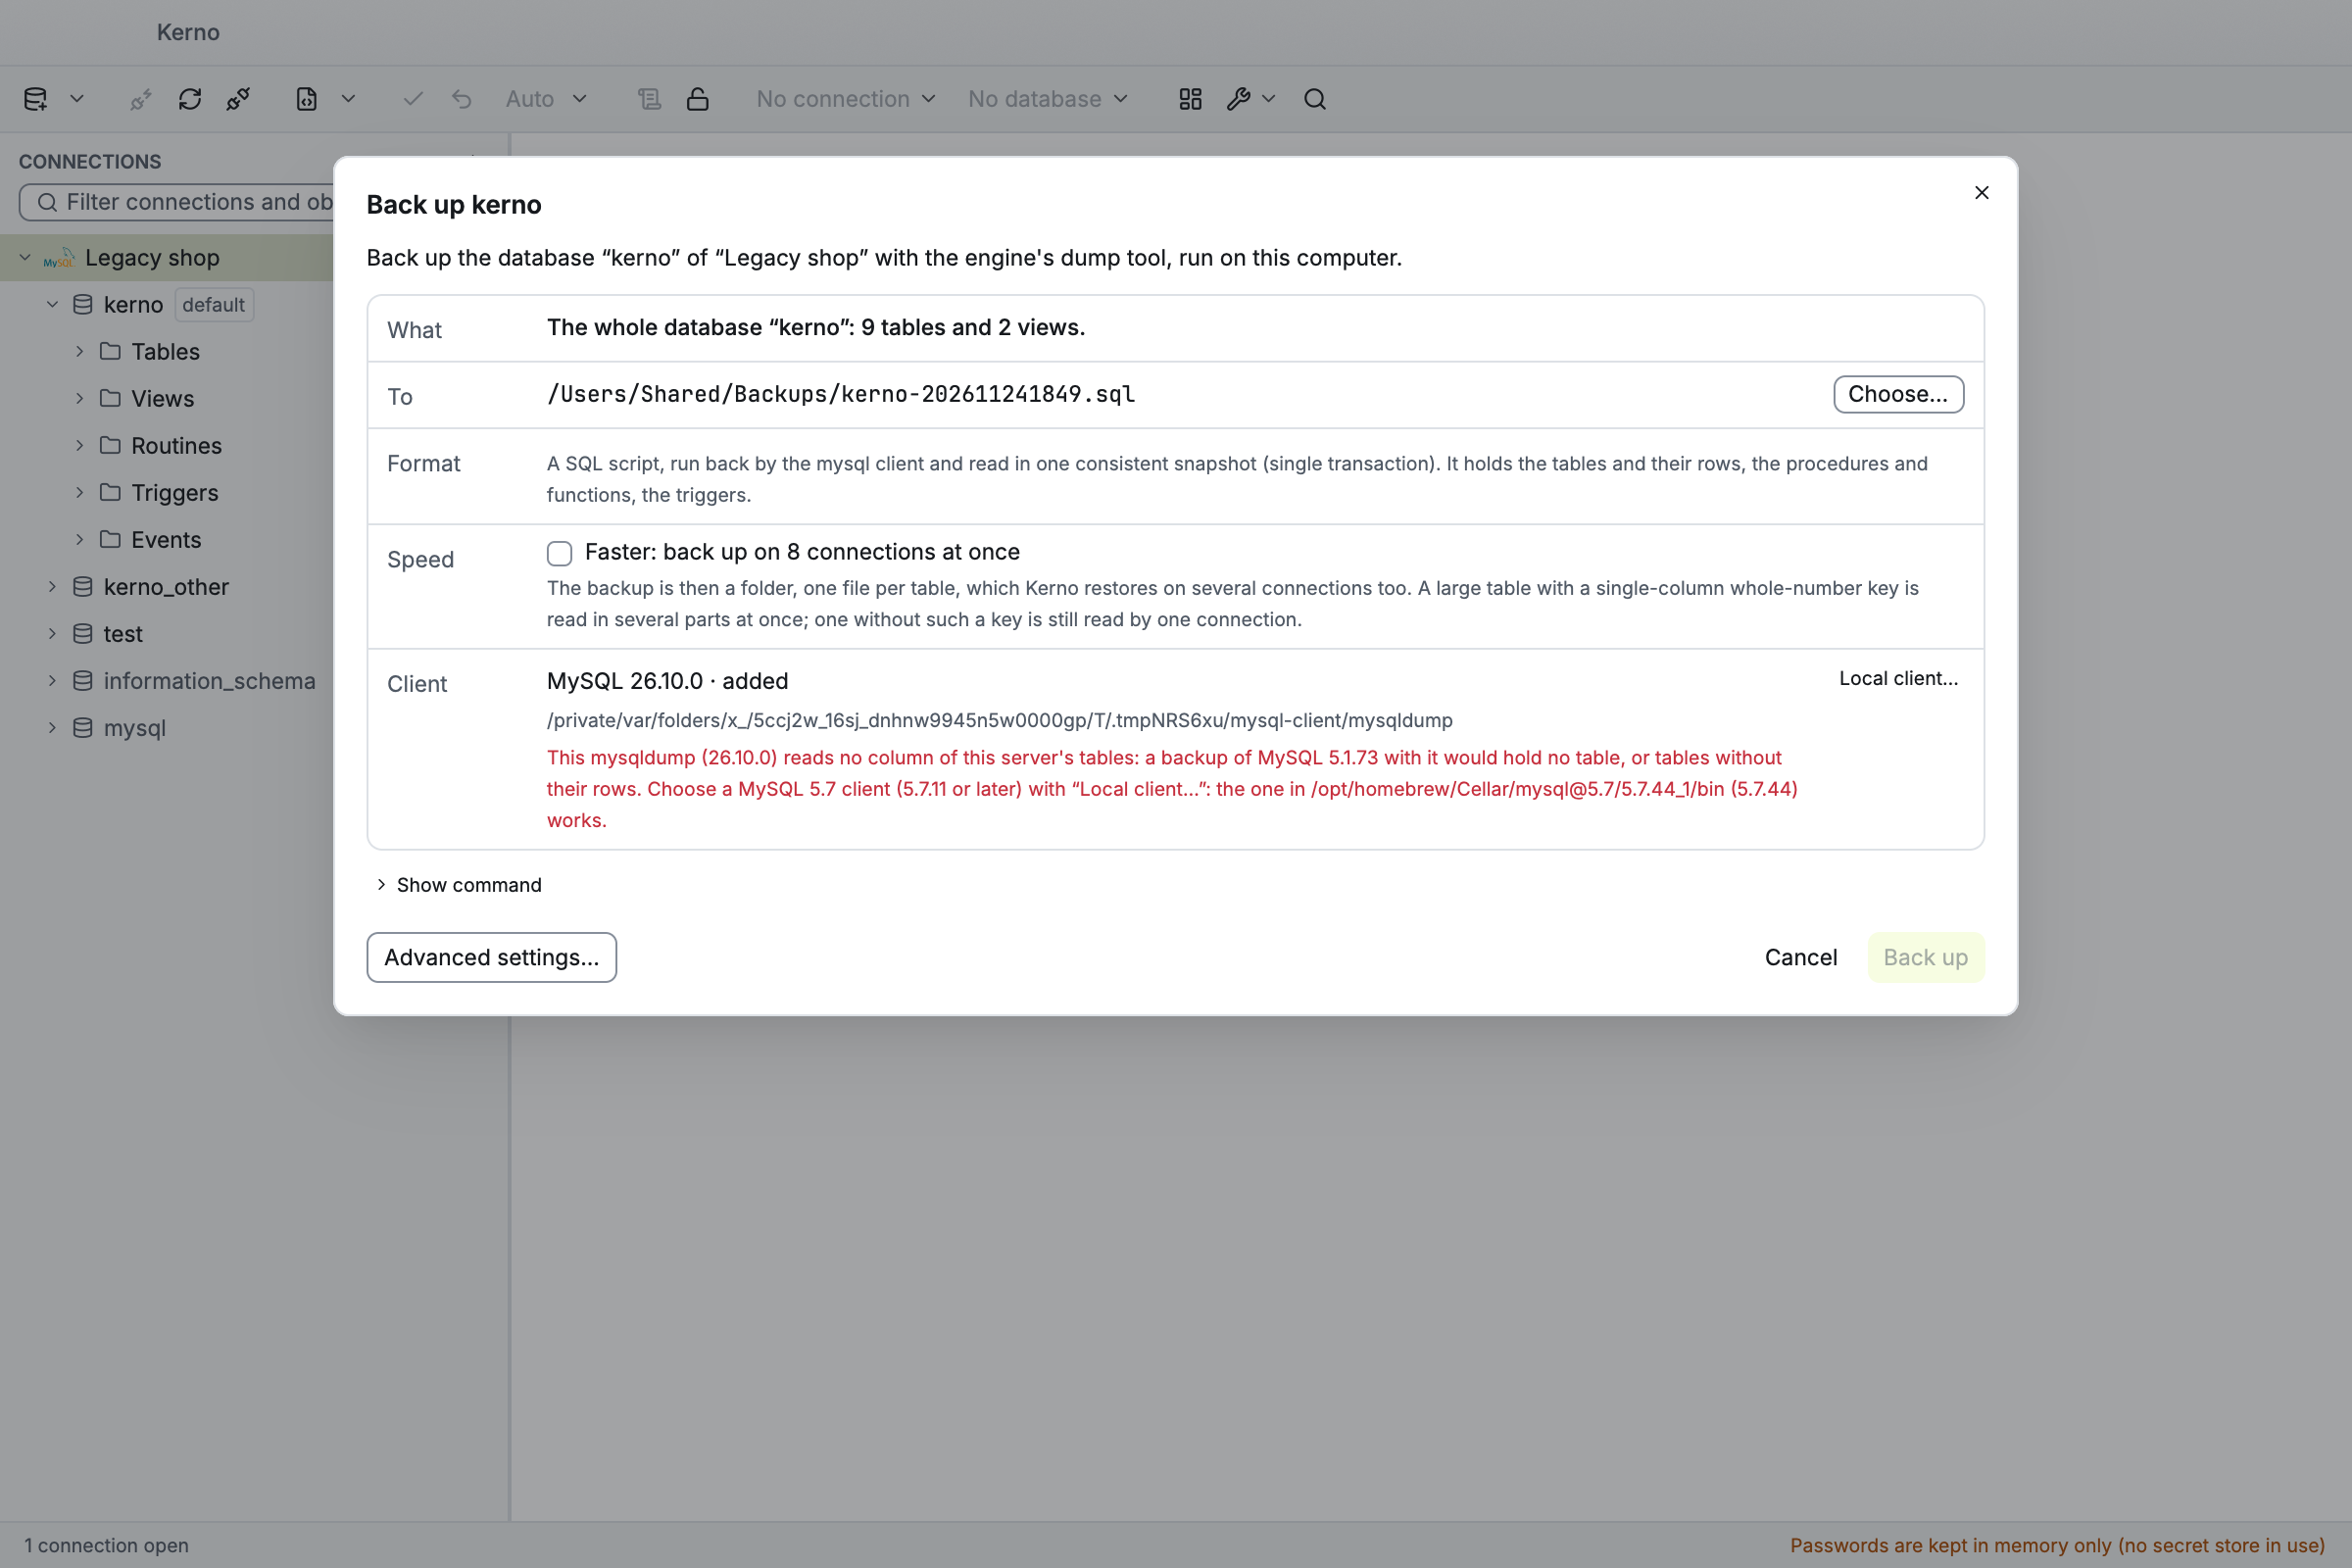 Kerno
Auto
No connection
No database
CONNECTIONS
Filter connections and ob
MySQL Legacy shop
kerno default
Tables
Views
Routines
Triggers
Events
kerno_other
test
information_schema
mysql
Back up kerno
Back up the database “kerno” of “Legacy shop” with the engine's dump tool, run on this computer.
What
The whole database “kerno”: 9 tables and 2 views.
To
/Users/Shared/Backups/kerno-202611241849.sql
Choose...
Format
A SQL script, run back by the mysql client and read in one consistent snapshot (single transaction). It holds the tables and their rows, the procedures and
functions, the triggers.
Speed
Faster: back up on 8 connections at once
The backup is then a folder, one file per table, which Kerno restores on several connections too. A large table with a single-column whole-number key is
read in several parts at once; one without such a key is still read by one connection.
Client
MySQL 26.10.0 · added
Local client...
/private/var/folders/x_/5ccj2w_16sj_dnhnw9945n5w0000gp/T/.tmpNRS6xu/mysql-client/mysqldump
This mysqldump (26.10.0) reads no column of this server's tables: a backup of MySQL 5.1.73 with it would hold no table, or tables without
their rows. Choose a MySQL 5.7 client (5.7.11 or later) with “Local client...”: the one in /opt/homebrew/Cellar/mysql@5.7/5.7.44_1/bin (5.7.44)
works.
Show command
Advanced settings...
Cancel
Back up
1 connection open
Passwords are kept in memory only (no secret store in use)